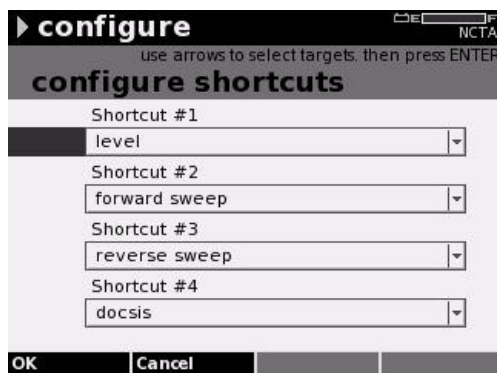 configure
E F
NCTA
use arrows to select targets. then press ENTER
configure shortcuts
Shortcut #1
level
Shortcut #2
forward sweep
Shortcut #3
reverse sweep
Shortcut #4
docsis
OK Cancel